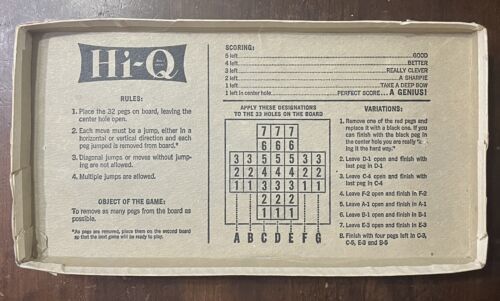 Hi-Q
RULES:
1. Place the 32 pegs on board, leaving the
center hole open.
2. Each move must be a jump, either in a
horizontal or vertical direction and each
peg jumped is removed from board.*
3. Diagonal jumps or moves without jump-
ing are not allowed.
4. Multiple jumps are allowed.
OBJECT OF THE GAME:
To remove as many pegs from the board as
possible.
*As pegs are removed, place them on the second board
so that the next game will be ready to play.
SCORING:
5 left GOOD
4 left BETTER
3 left REALLY CLEVER
2 left A SHARPIE
1 left TAKE A DEEP BOW
1 left in center hole PERFECT SCORE...A GENIUS!
APPLY THESE DESIGNATIONS
TO THE 33 HOLES ON THE BOARD
7 7 7
6 6 6
3 3 5 5 5 3 3
2 2 4 4 4 2 2
1 1 3 3 3 1 1
2 2 2
1 1 1
A B C D E F G
VARIATIONS:
1. Remove one of the red pegs and
replace it with a black one. If you
can finish with the black peg in
the center hole you are really "do-
ing it the hard way."
2. Leave D-1 open and finish with
last peg in D-1
3. Leave C-4 open and finish with
last peg in C-4
4. Leave F-2 open and finish in F-2
5. Leave A-1 open and finish in A-1
6. Leave B-1 open and finish in B-1
7. Leave E-3 open and finish in E-3
8. Finish with four pegs left in C-3,
C-5, E-3 and E-5